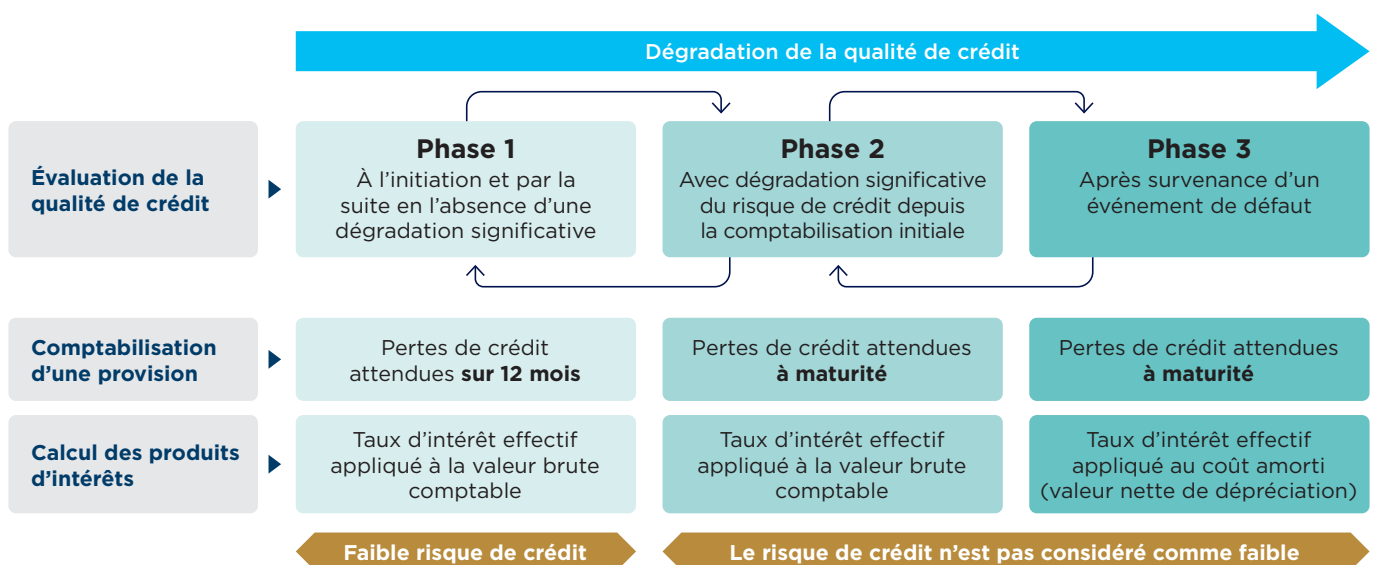 Dégradation de la qualité de crédit
Évaluation de la
qualité de crédit
Phase 1
À l'initiation et par la
suite en l'absence d'une
dégradation significative
Phase 2
Avec dégradation significative
du risque de crédit depuis
la comptabilisation initiale
Phase 3
Après survenance d'un
événement de défaut
Comptabilisation
d'une provision
Pertes de crédit
attendues sur 12 mois
Pertes de crédit attendues
à maturité
Pertes de crédit attendues
à maturité
Calcul des produits
d'intérêts
Taux d'intérêt effectif
appliqué à la valeur brute
comptable
Taux d'intérêt effectif
appliqué à la valeur brute
comptable
Taux d'intérêt effectif
appliqué au coût amorti
(valeur nette de dépréciation)
Faible risque de crédit
Le risque de crédit n'est pas considéré comme faible